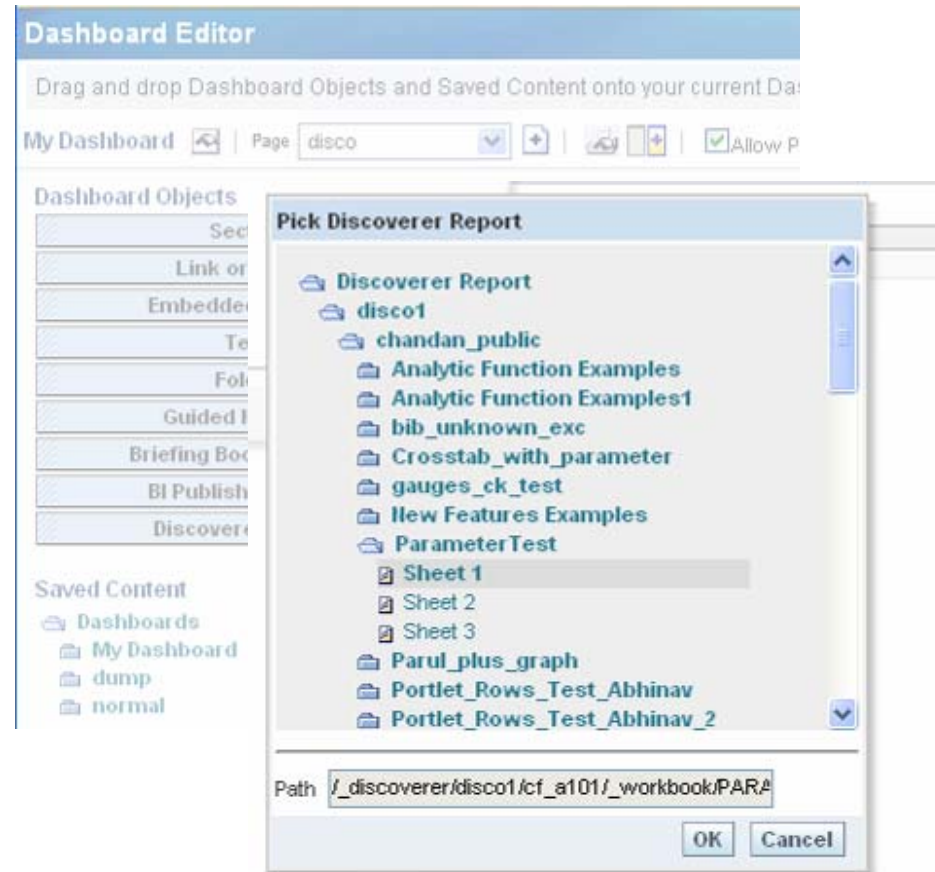 Dashboard Editor
Drag and drop Dashboard Objects and Saved Content onto your current Da
My Dashboard | Page disco | Allow P
Dashboard Objects
Sect
Link or
Embedded
Te
Fol
Guided
Briefing Boo
BI Publish
Discovere
Saved Content
Dashboards
My Dashboard
dump
normal
Pick Discoverer Report
Discoverer Report
disco1
chandan_public
Analytic Function Examples
Analytic Function Examples1
bib_unknown_exc
Crosstab_with_parameter
gauges_ck_test
New Features Examples
ParameterTest
Sheet 1
Sheet 2
Sheet 3
Parul_plus_graph
Portlet_Rows_Test_Abhinav
Portlet_Rows_Test_Abhinav_2
Path /_discoverer/disco1/cf_a101/_workbook/PARA
OK Cancel